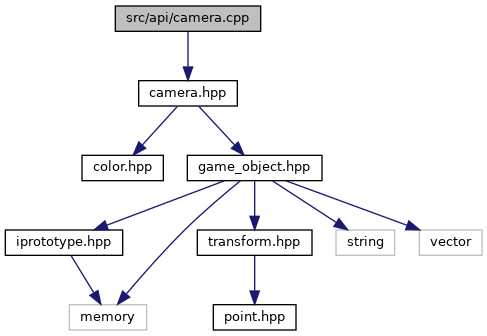 src/api/camera.cpp
camera.hpp
color.hpp
game_object.hpp
iprototype.hpp
transform.hpp
string
vector
memory
point.hpp